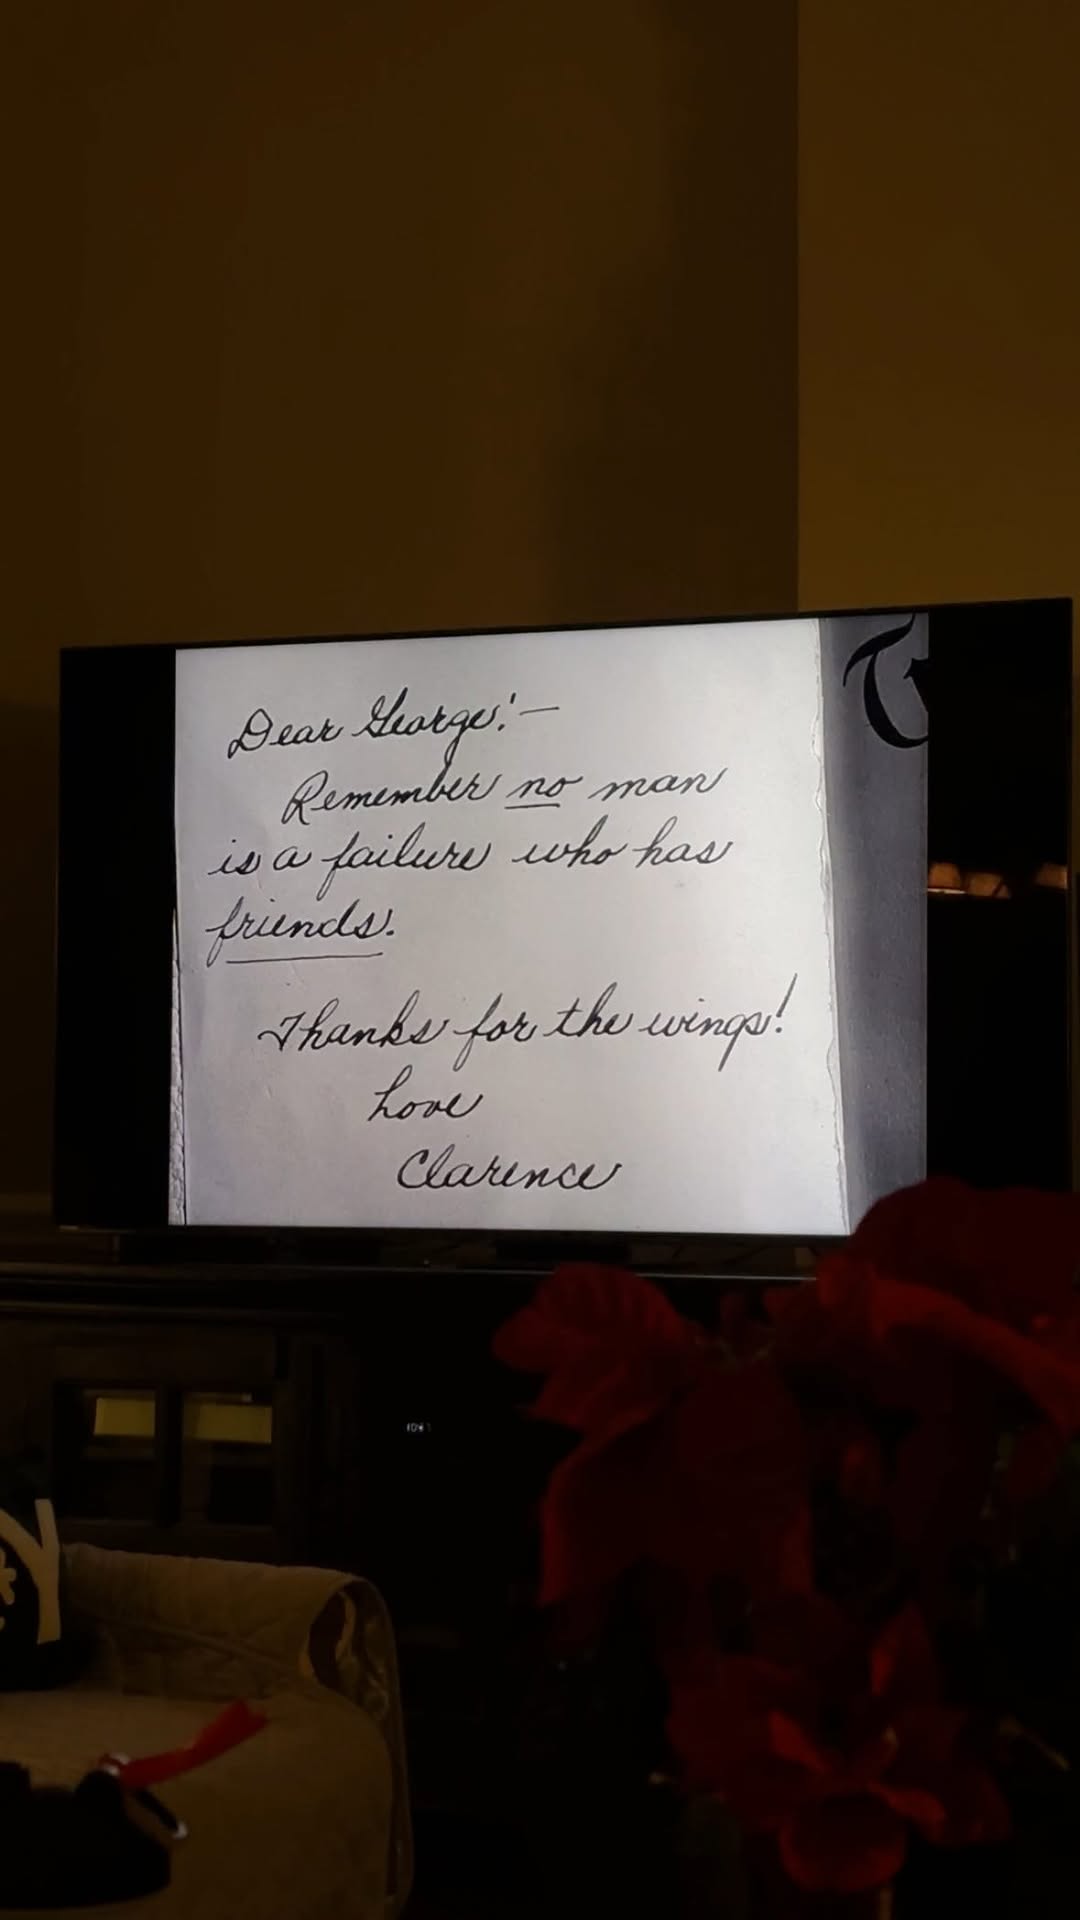 Dear George:—
Remember no man
is a failure who has
friends.
Thanks for the wings!
Love
Clarence